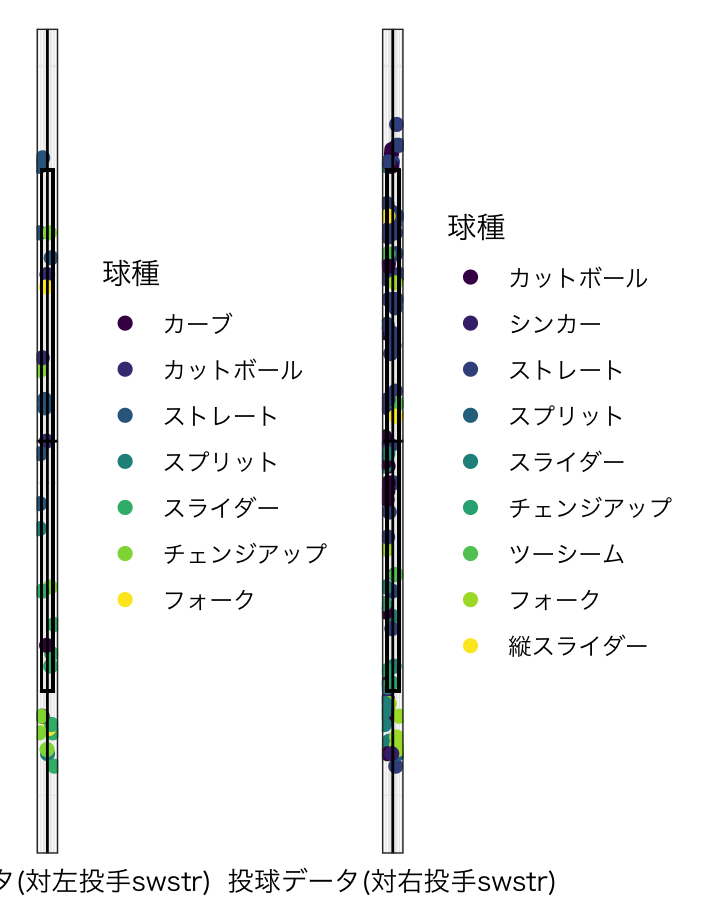 球種
カーブ
カットボール
ストレート
スプリット
スライダー
チェンジアップ
フォーク
球種
カットボール
シンカー
ストレート
スプリット
スライダー
チェンジアップ
ツーシーム
フォーク
縦スライダー
タ(対左投手swstr)
投球データ(対右投手swstr)